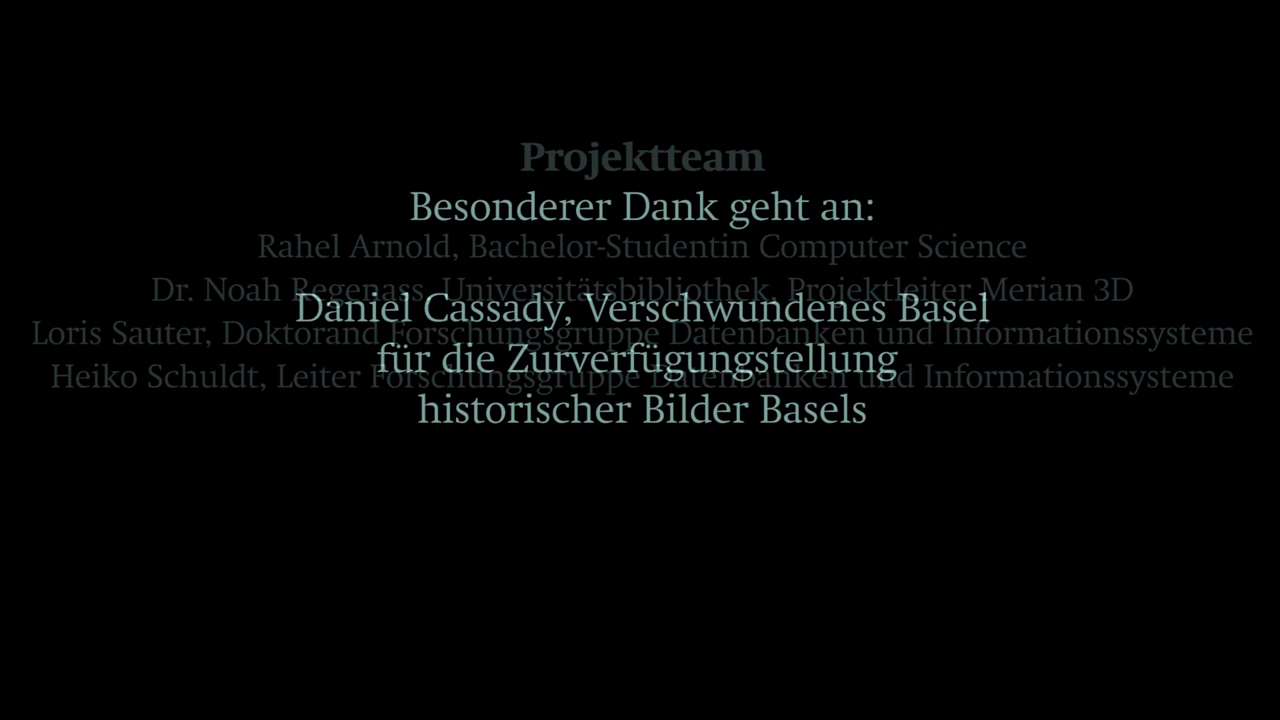 Projektteam
Besonderer Dank geht an:
Rahel Arnold, Bachelor-Studentin Computer Science
Dr. Noah Regenass, Universitätsbibliothek, Projektleiter Merian 3D
Daniel Cassady, Verschwundenes Basel
Loris Sauter, Doktorand Forschungsgruppe Datenbanken und Informationssysteme
für die Zurverfügungstellung
Heiko Schuldt, Leiter Forschungsgruppe Datenbanken und Informationssysteme
historischer Bilder Basels